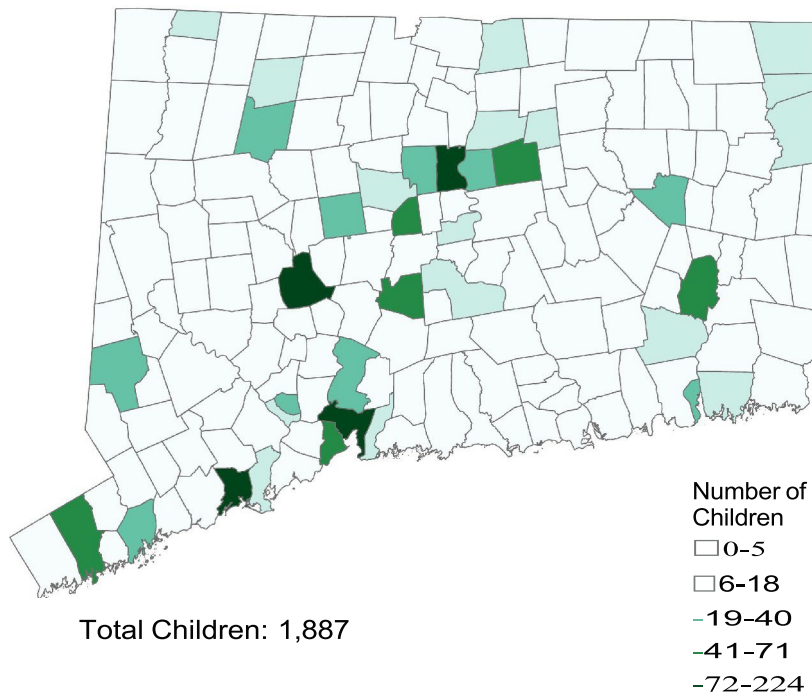 Number of
Children
0-5
6-18
-19-40
-41-71
-72-224
Total Children: 1,887